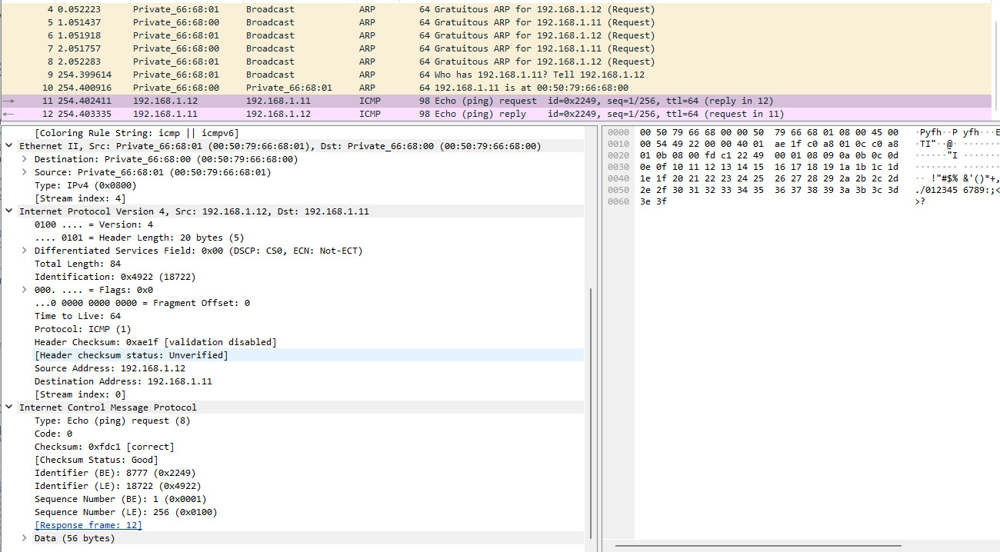 4 0.052223 Private_66:68:01 Broadcast ARP 64 Gratuitous ARP for 192.168.1.12 (Request)
5 1.051437 Private_66:68:00 Broadcast ARP 64 Gratuitous ARP for 192.168.1.11 (Request)
6 1.051918 Private_66:68:01 Broadcast ARP 64 Gratuitous ARP for 192.168.1.12 (Request)
7 2.051757 Private_66:68:00 Broadcast ARP 64 Gratuitous ARP for 192.168.1.11 (Request)
8 2.052283 Private_66:68:01 Broadcast ARP 64 Gratuitous ARP for 192.168.1.12 (Request)
9 254.399614 Private_66:68:01 Broadcast ARP 64 Who has 192.168.1.11? Tell 192.168.1.12
10 254.400916 Private_66:68:00 Private_66:68:01 ARP 64 192.168.1.11 is at 00:50:79:66:68:00
11 254.402411 192.168.1.12 192.168.1.11 ICMP 98 Echo (ping) request id=0x2249, seq=1/256, ttl=64 (reply in 12)
12 254.403335 192.168.1.11 192.168.1.12 ICMP 98 Echo (ping) reply id=0x2249, seq=1/256, ttl=64 (request in 11)
[Coloring Rule String: icmp || icmpv6]
Ethernet II, Src: Private_66:68:01 (00:50:79:66:68:01), Dst: Private_66:68:00 (00:50:79:66:68:00)
Destination: Private_66:68:00 (00:50:79:66:68:00)
Source: Private_66:68:01 (00:50:79:66:68:01)
Type: IPv4 (0x0800)
[Stream index: 4]
Internet Protocol Version 4, Src: 192.168.1.12, Dst: 192.168.1.11
0100 .... = Version: 4
.... 0101 = Header Length: 20 bytes (5)
Differentiated Services Field: 0x00 (DSCP: CS0, ECN: Not-ECT)
Total Length: 84
Identification: 0x4922 (18722)
000. .... = Flags: 0x0
...0 0000 0000 0000 = Fragment Offset: 0
Time to Live: 64
Protocol: ICMP (1)
Header Checksum: 0xae1f [validation disabled]
[Header checksum status: Unverified]
Source Address: 192.168.1.12
Destination Address: 192.168.1.11
[Stream index: 0]
Internet Control Message Protocol
Type: Echo (ping) request (8)
Code: 0
Checksum: 0xfdc1 [correct]
[Checksum Status: Good]
Identifier (BE): 8777 (0x2249)
Identifier (LE): 18722 (0x4922)
Sequence Number (BE): 1 (0x0001)
Sequence Number (LE): 256 (0x0100)
[Response frame: 12]
Data (56 bytes)
0000 00 50 79 66 68 00 00 50 79 66 68 01 08 00 45 00 ·Pyfh··P yfh···E
0010 00 54 49 22 00 00 40 01 ae 1f c0 a8 01 0c c0 a8 ·TI"··@· ·······
0020 01 0b 08 00 fd c1 22 49 00 01 08 09 0a 0b 0c 0d ······"I ·······
0030 0e 0f 10 11 12 13 14 15 16 17 18 19 1a 1b 1c 1d ········ ·······
0040 1e 1f 20 21 22 23 24 25 26 27 28 29 2a 2b 2c 2d ·· !"#$% &'()*+,
0050 2e 2f 30 31 32 33 34 35 36 37 38 39 3a 3b 3c 3d ./012345 6789:;<
0060 3e 3f >?